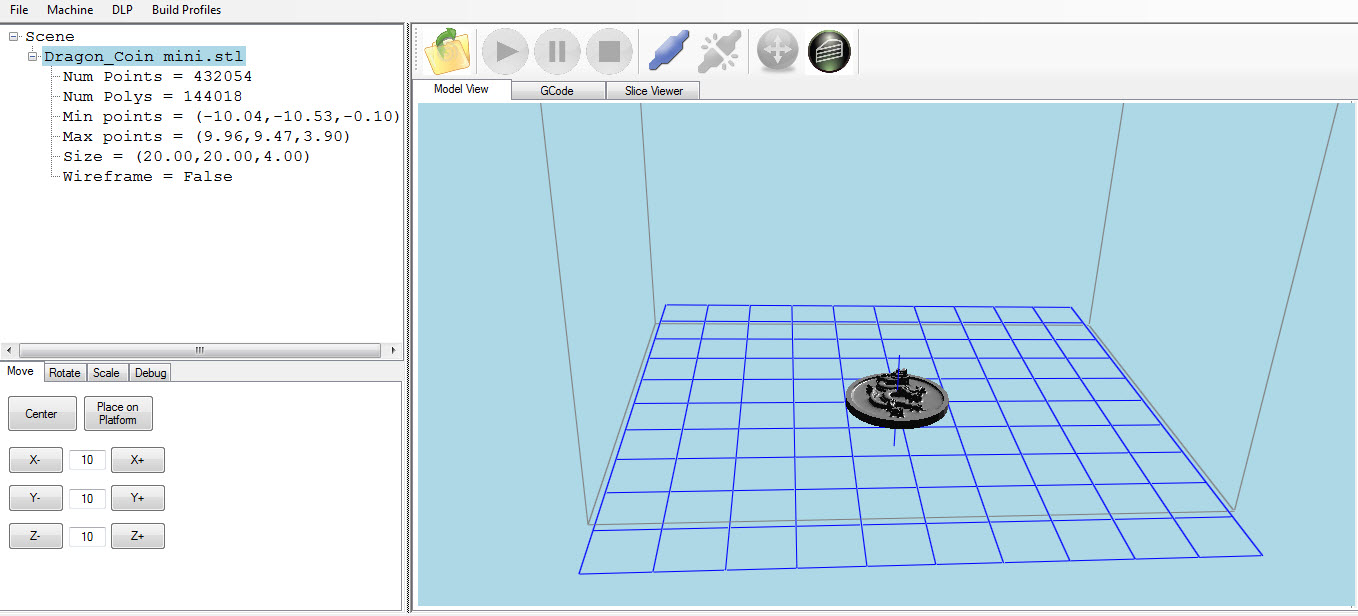 File Machine DLP Build Profiles
Scene
Dragon_Coin mini.stl
Num Points = 432054
Num Polys = 144018
Min points = (-10.04,-10.53,-0.10)
Max points = (9.96,9.47,3.90)
Size = (20.00,20.00,4.00)
Wireframe = False
Move Rotate Scale Debug
Center
Place on
Platform
X- 10 X+
Y- 10 Y+
Z- 10 Z+
Model View GCode Slice Viewer